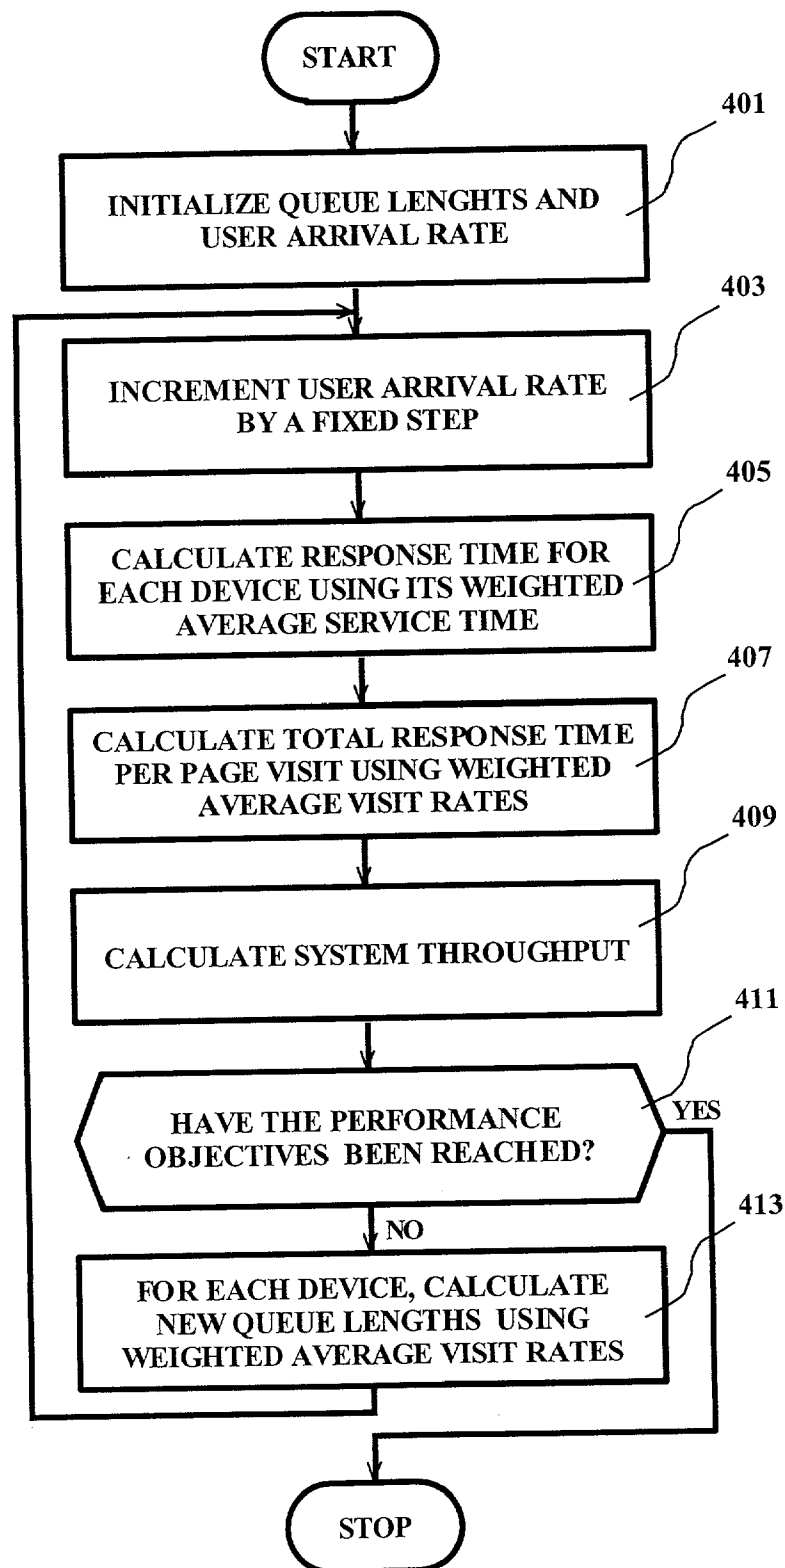 START
401
INITIALIZE QUEUE LENGHTS AND
USER ARRIVAL RATE
403
INCREMENT USER ARRIVAL RATE
BY A FIXED STEP
405
CALCULATE RESPONSE TIME FOR
EACH DEVICE USING ITS WEIGHTED
AVERAGE SERVICE TIME
407
CALCULATE TOTAL RESPONSE TIME
PER PAGE VISIT USING WEIGHTED
AVERAGE VISIT RATES
409
CALCULATE SYSTEM THROUGHPUT
411
HAVE THE PERFORMANCE
OBJECTIVES BEEN REACHED?
YES
NO
413
FOR EACH DEVICE, CALCULATE
NEW QUEUE LENGTHS USING
WEIGHTED AVERAGE VISIT RATES
STOP